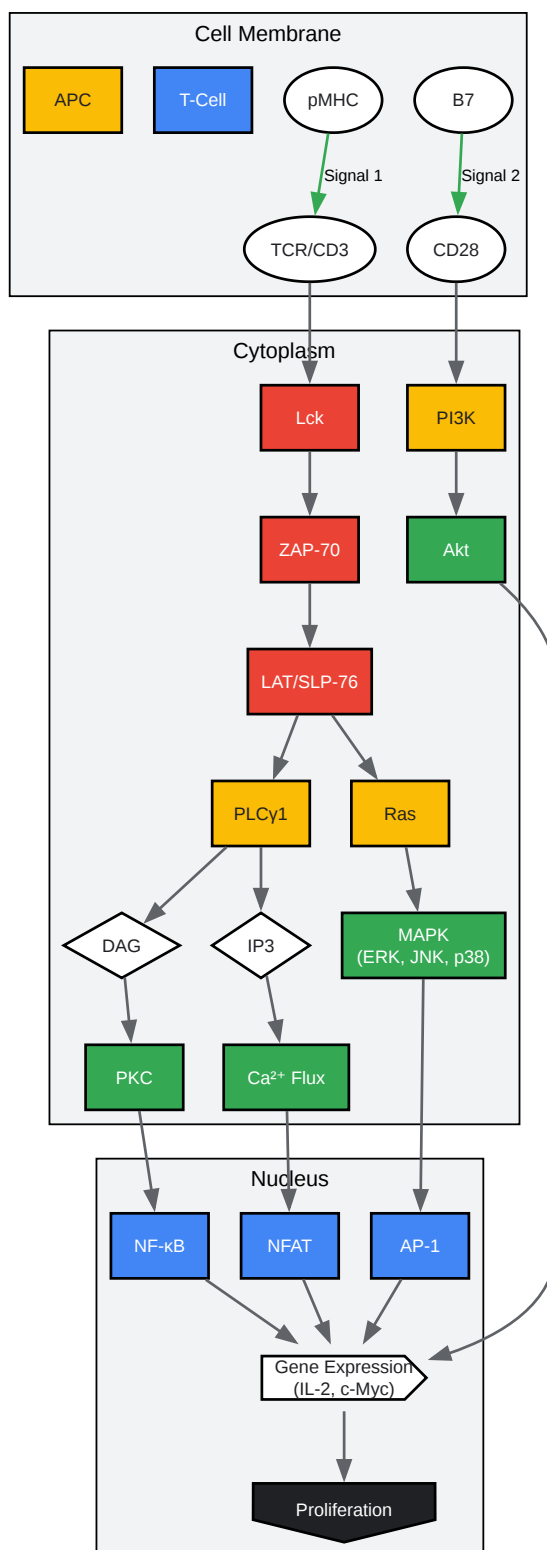 Cell Membrane
APC
T-Cell
pMHC
B7
Signal 1
Signal 2
TCR/CD3
CD28
Cytoplasm
Lck
PI3K
ZAP-70
Akt
LAT/SLP-76
PLCγ1
Ras
DAG
IP3
MAPK
(ERK, JNK, p38)
PKC
Ca²⁺ Flux
Nucleus
NF-κB
NFAT
AP-1
Gene Expression
(IL-2, c-Myc)
Proliferation